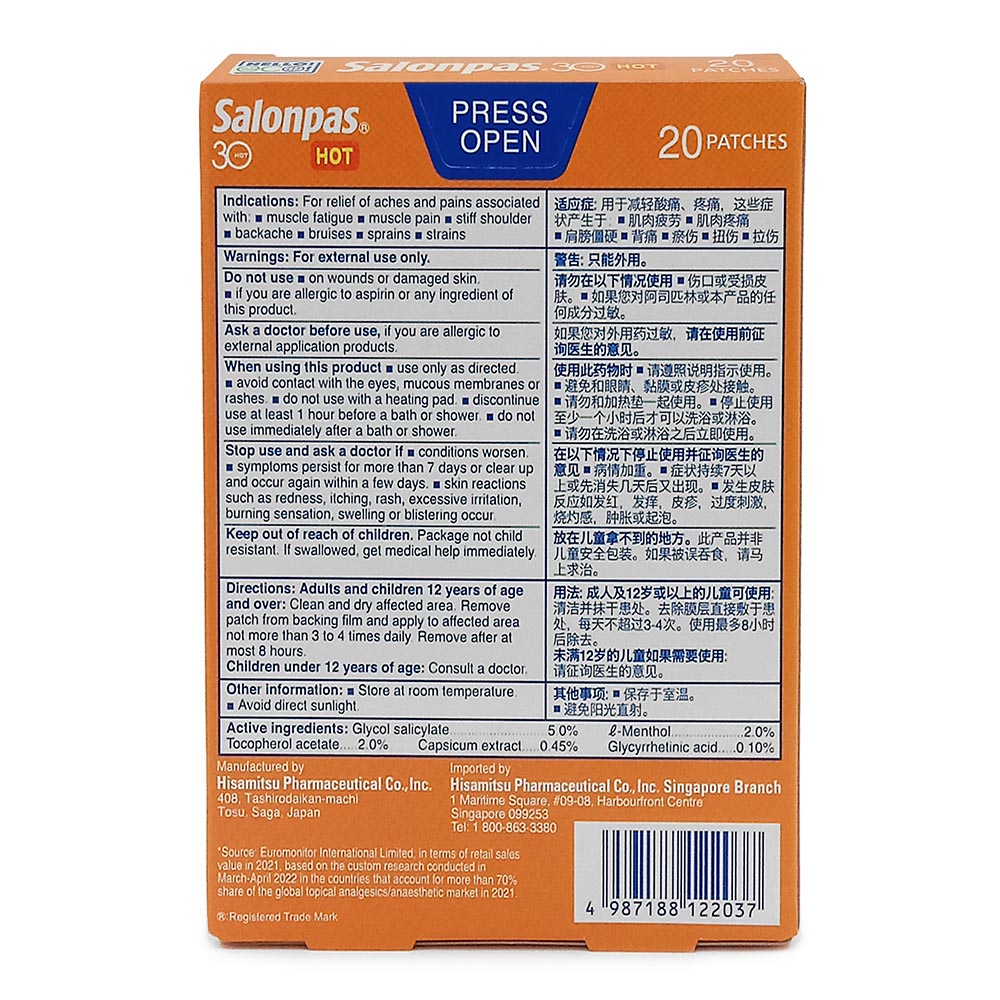 HELLO!
Salonpas® 30 HOT
20
PATCHES
Salonpas®
30 HOT
HOT
PRESS
OPEN
20 PATCHES
Indications: For relief of aches and pains associated
with: ■ muscle fatigue ■ muscle pain ■ stiff shoulder
■ backache ■ bruises ■ sprains ■ strains
适应症: 用于减轻酸痛、疼痛，这些症
状产生于: ■ 肌肉疲劳 ■ 肌肉疼痛
■ 肩膀僵硬 ■ 背痛 ■ 瘀伤 ■ 扭伤 ■ 拉伤
Warnings: For external use only.
警告: 只能外用。
Do not use ■ on wounds or damaged skin.
■ if you are allergic to aspirin or any ingredient of
this product.
请勿在以下情况使用 ■ 伤口或受损皮
肤。■ 如果您对阿司匹林或本产品的任
何成分过敏。
Ask a doctor before use, if you are allergic to
external application products.
如果您对外用药过敏，请在使用前征
询医生的意见。
When using this product ■ use only as directed.
■ avoid contact with the eyes, mucous membranes or
rashes. ■ do not use with a heating pad. ■ discontinue
use at least 1 hour before a bath or shower. ■ do not
use immediately after a bath or shower.
使用此药物时 ■ 请遵照说明指示使用。
■ 避免和眼睛、黏膜或皮疹处接触。
■ 请勿和加热垫一起使用。■ 停止使用
至少一个小时后才可以洗浴或淋浴。
■ 请勿在洗浴或淋浴之后立即使用。
Stop use and ask a doctor if ■ conditions worsen.
■ symptoms persist for more than 7 days or clear up
and occur again within a few days. ■ skin reactions
such as redness, itching, rash, excessive irritation,
burning sensation, swelling or blistering occur.
在以下情况下停止使用并征询医生的
意见 ■ 病情加重。■ 症状持续7天以
上或先消失几天后又出现。■ 发生皮肤
反应如发红，发痒，皮疹，过度刺激，
烧灼感，肿胀或起泡。
Keep out of reach of children. Package not child
resistant. If swallowed, get medical help immediately.
放在儿童拿不到的地方。此产品并非
儿童安全包装。如果被误吞食，请马
上求治。
Directions: Adults and children 12 years of age
and over: Clean and dry affected area. Remove
patch from backing film and apply to affected area
not more than 3 to 4 times daily. Remove after at
most 8 hours.
Children under 12 years of age: Consult a doctor.
用法: 成人及12岁或以上的儿童可使用:
清洁并抹干患处。去除膜层直接敷于患
处，每天不超过3-4次。使用最多8小时
后除去。
未满12岁的儿童如果需要使用:
请征询医生的意见。
Other information: ■ Store at room temperature.
■ Avoid direct sunlight.
其他事项: ■ 保存于室温。
■ 避免阳光直射。
Active ingredients: Glycol salicylate..........5.0% ℓ-Menthol..........2.0%
Tocopherol acetate....2.0% Capsicum extract....0.45% Glycyrrhetinic acid....0.10%
Manufactured by
Hisamitsu Pharmaceutical Co., Inc.
408, Tashirodaikan-machi
Tosu, Saga, Japan
Imported by
Hisamitsu Pharmaceutical Co., Inc. Singapore Branch
1 Maritime Square, #09-08, Harbourfront Centre
Singapore 099253
Tel: 1 800-863-3380
*Source: Euromonitor International Limited, in terms of retail sales
value in 2021, based on the custom research conducted in
March-April 2022 in the countries that account for more than 70%
share of the global topical analgesics/anaesthetic market in 2021.
®:Registered Trade Mark
4 987188 122037